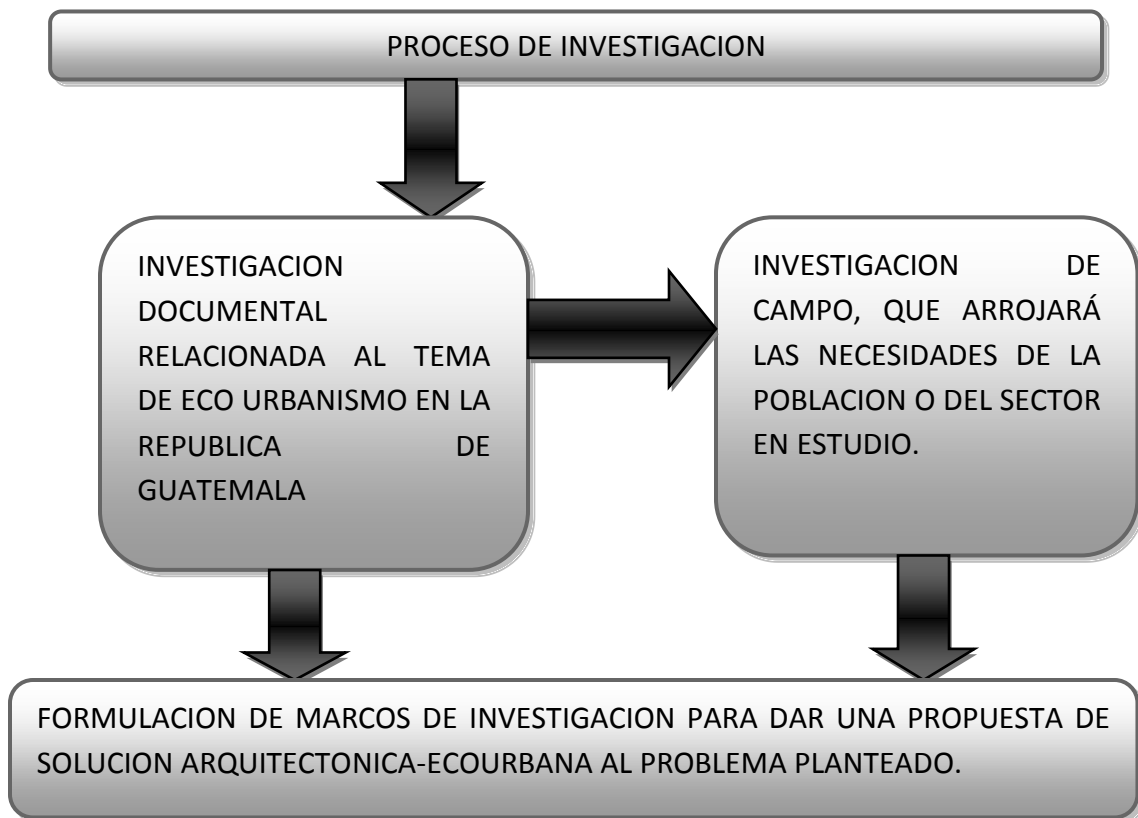 PROCESO DE INVESTIGACION
INVESTIGACION
DOCUMENTAL
RELACIONADA AL TEMA
DE ECO URBANISMO EN LA
REPUBLICA DE
GUATEMALA
INVESTIGACION DE
CAMPO, QUE ARROJARÁ
LAS NECESIDADES DE LA
POBLACION O DEL SECTOR
EN ESTUDIO.
FORMULACION DE MARCOS DE INVESTIGACION PARA DAR UNA PROPUESTA DE
SOLUCION ARQUITECTONICA-ECOURBANA AL PROBLEMA PLANTEADO.